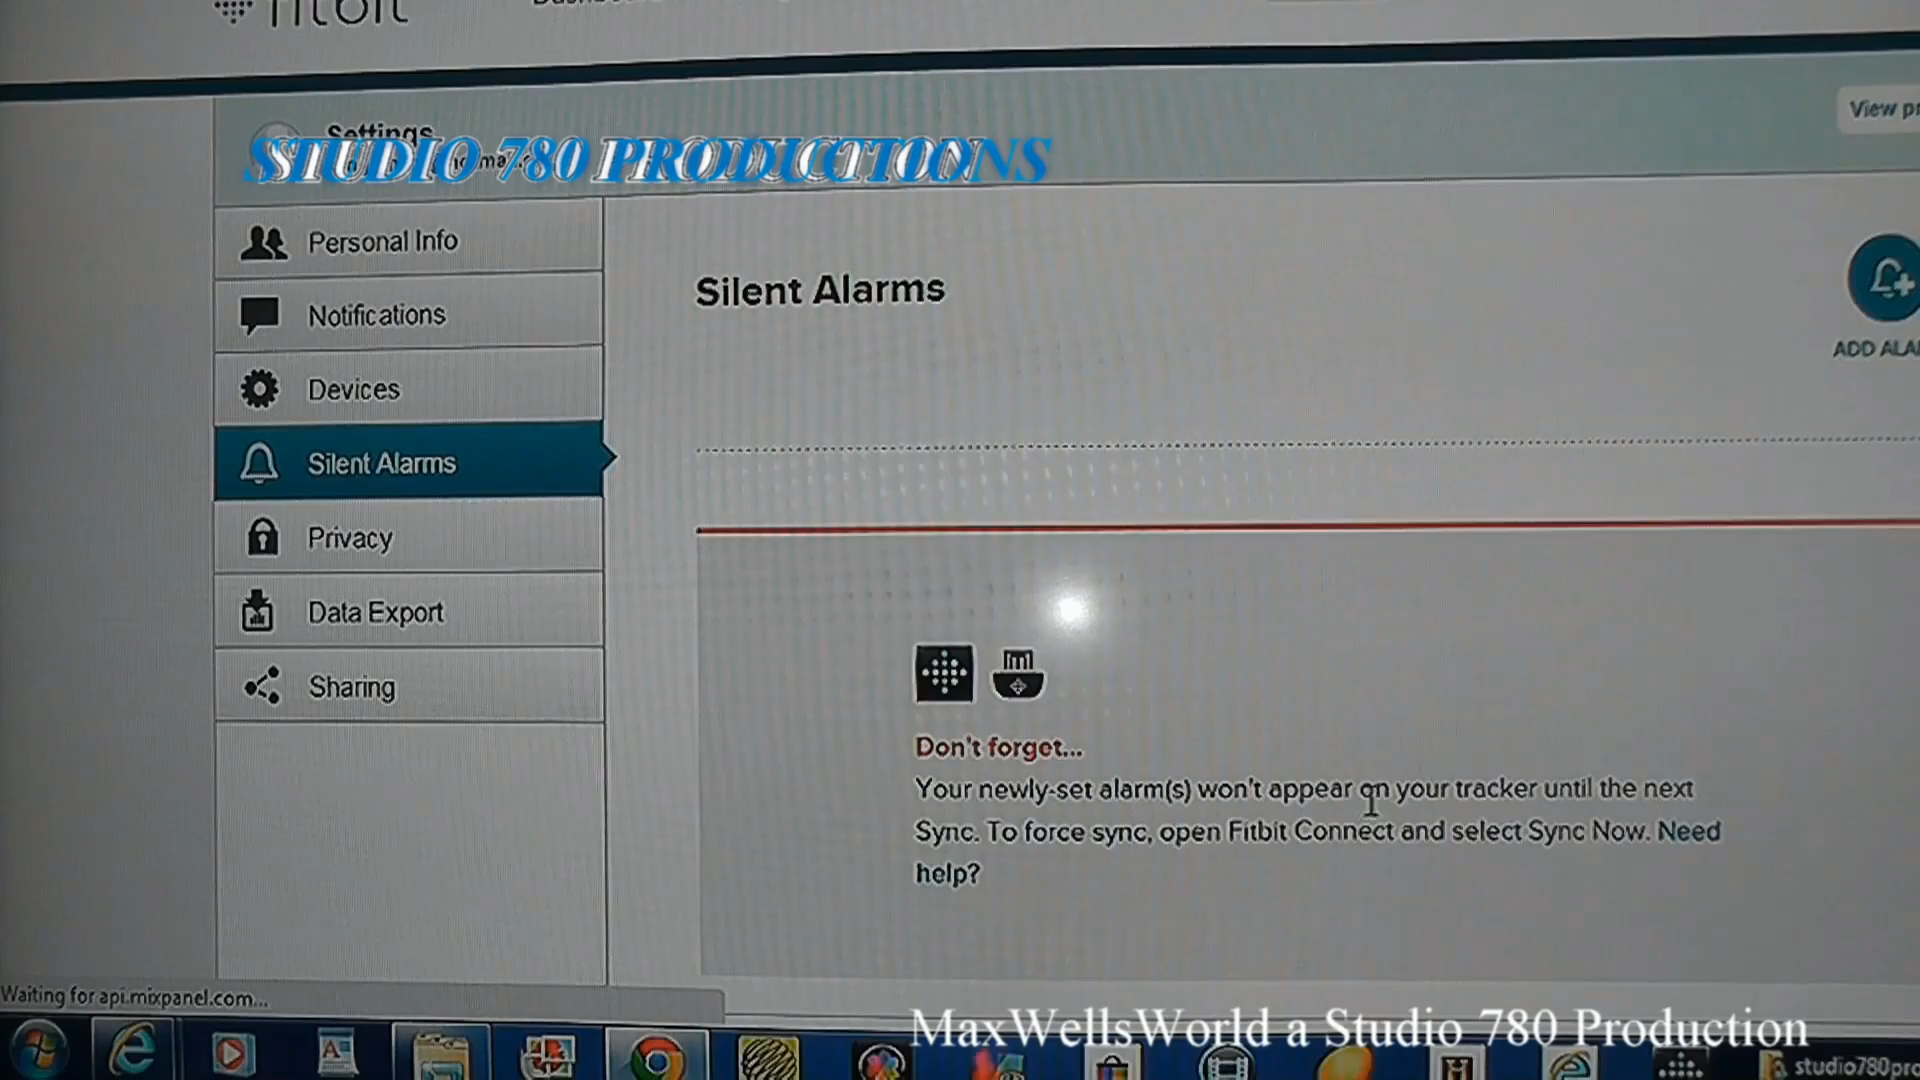 fitbit
Settings
STUDIO 780 PRODUCTIONS
View
Personal Info
Notifications
Devices
Silent Alarms
Privacy
Data Export
Sharing
Silent Alarms
ADD
Don't forget...
Your newly-set alarm(s) won't appear on your tracker until the next
Sync. To force sync, open Fitbit Connect and select Sync Now. Need
help?
Waiting for api.mixpanel.com...
MaxWellsWorld a Studio 780 Production
studio780pro